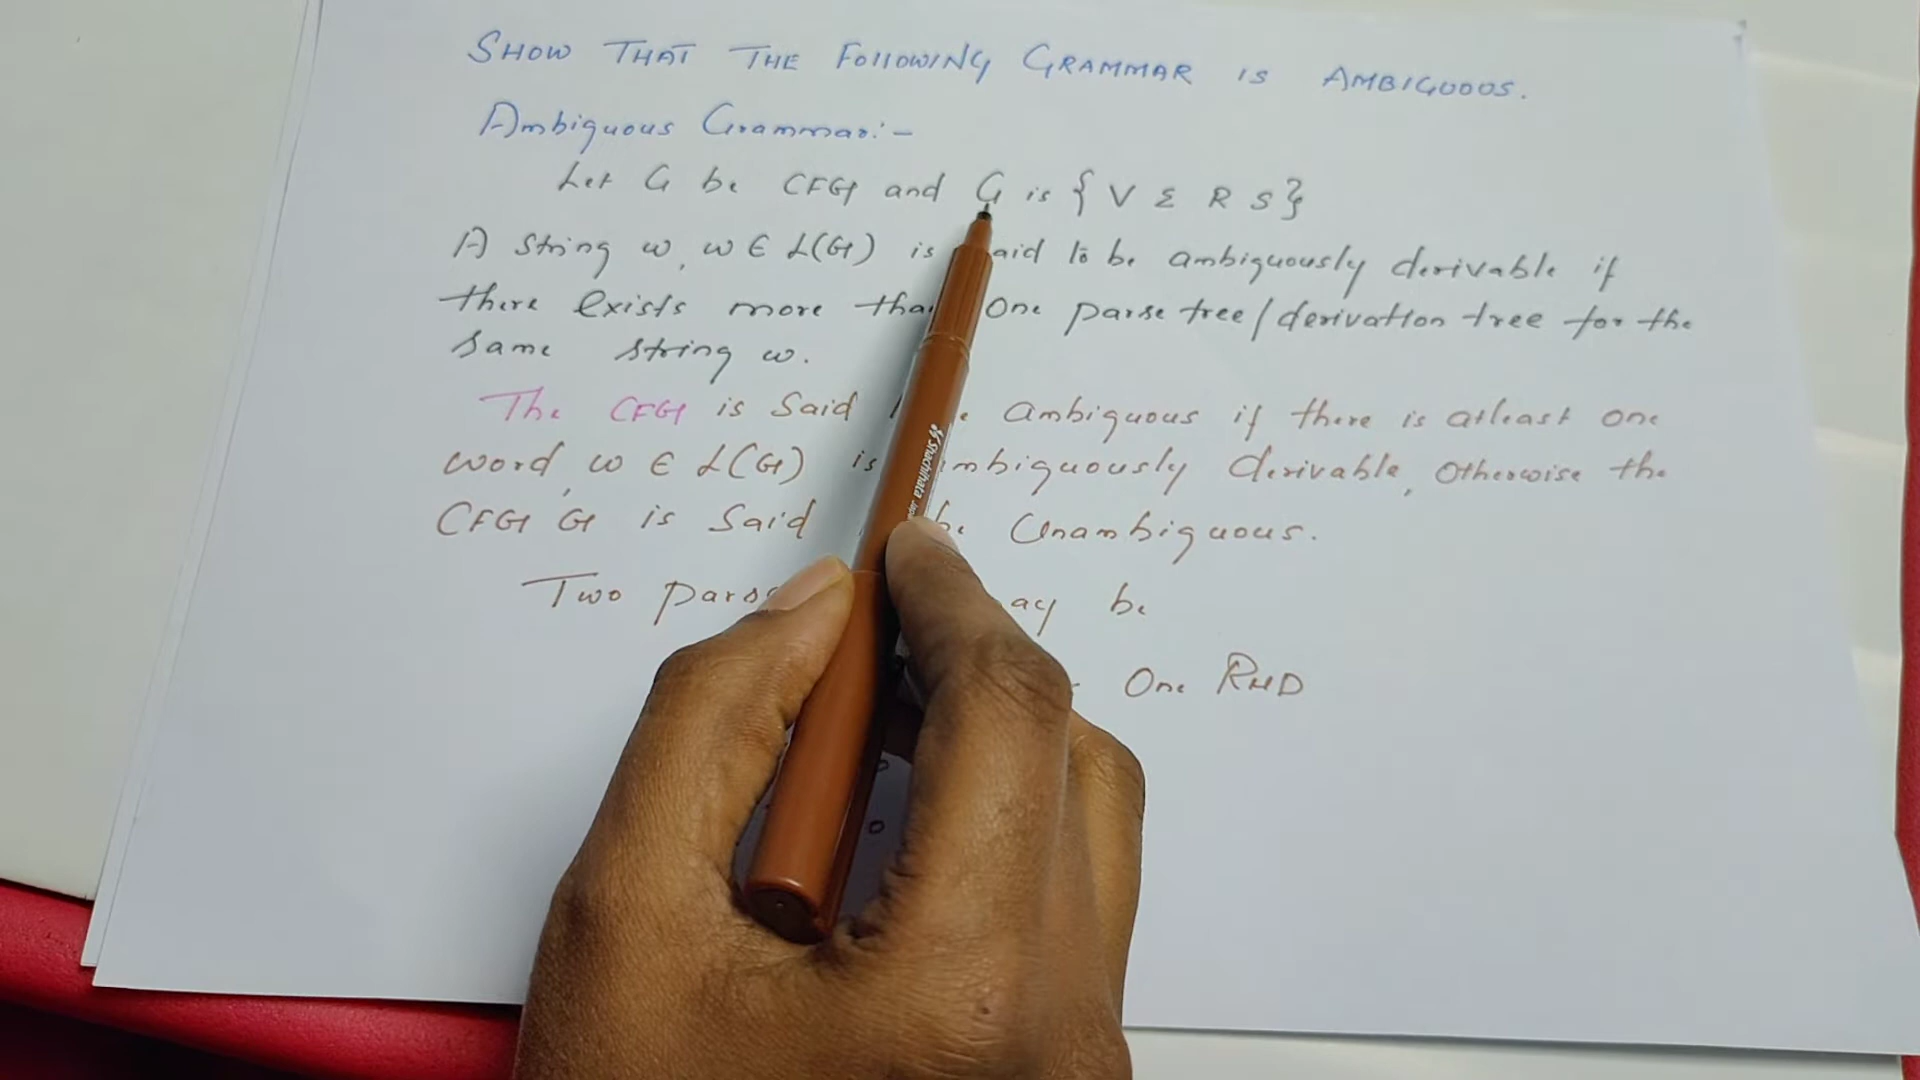 SHOW THAT THE FOllOWING GRAMMAR IS AMBIGUOUS.
Ambiguous Grammar:-
Let G be CFG and G is { V Σ R S}
A string w, w ∈ L(G) is said to be ambiguously derivable if
there exists more than one parse tree/derivation tree for the
same string w.
The CFG is Said ambiguous if there is atleast one
word, w ∈ L(G) is ambiguously derivable, otherwise the
CFG G is Said be Unambiguous.
Two be
One RMD
Shachihata